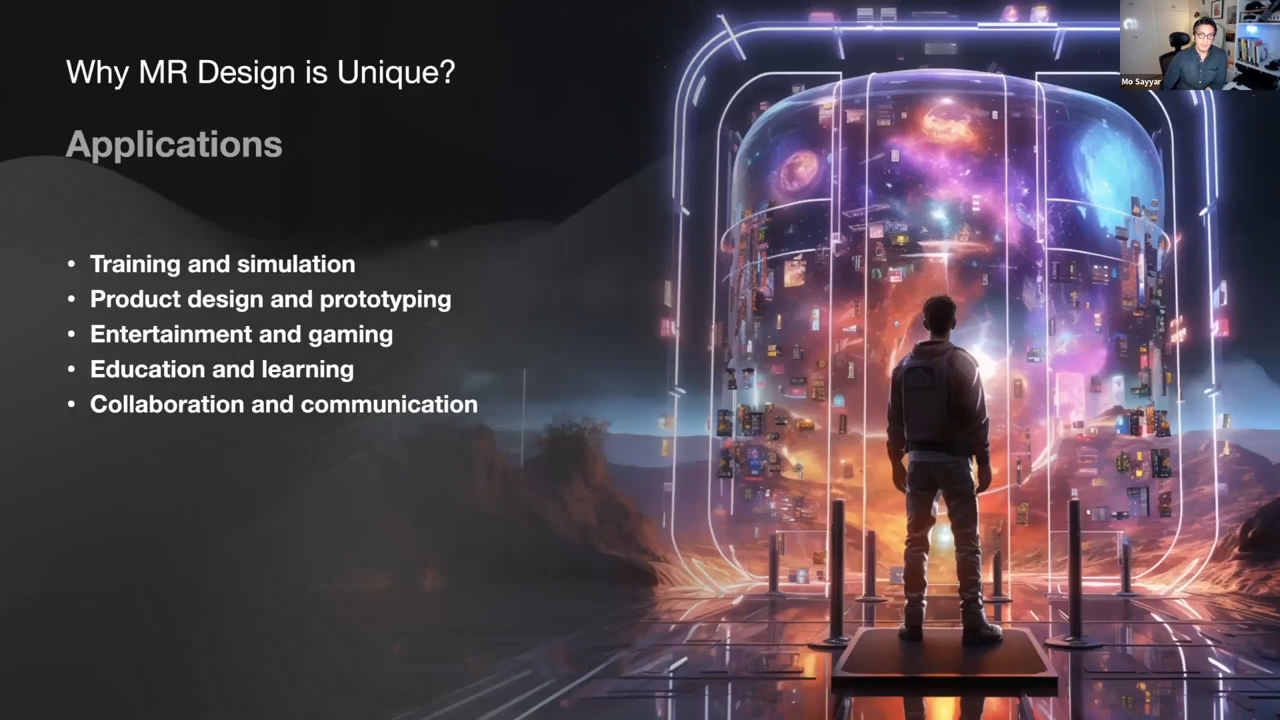 Why MR Design is Unique?
Applications
• Training and simulation
• Product design and prototyping
• Entertainment and gaming
• Education and learning
• Collaboration and communication
Mo Sayyar